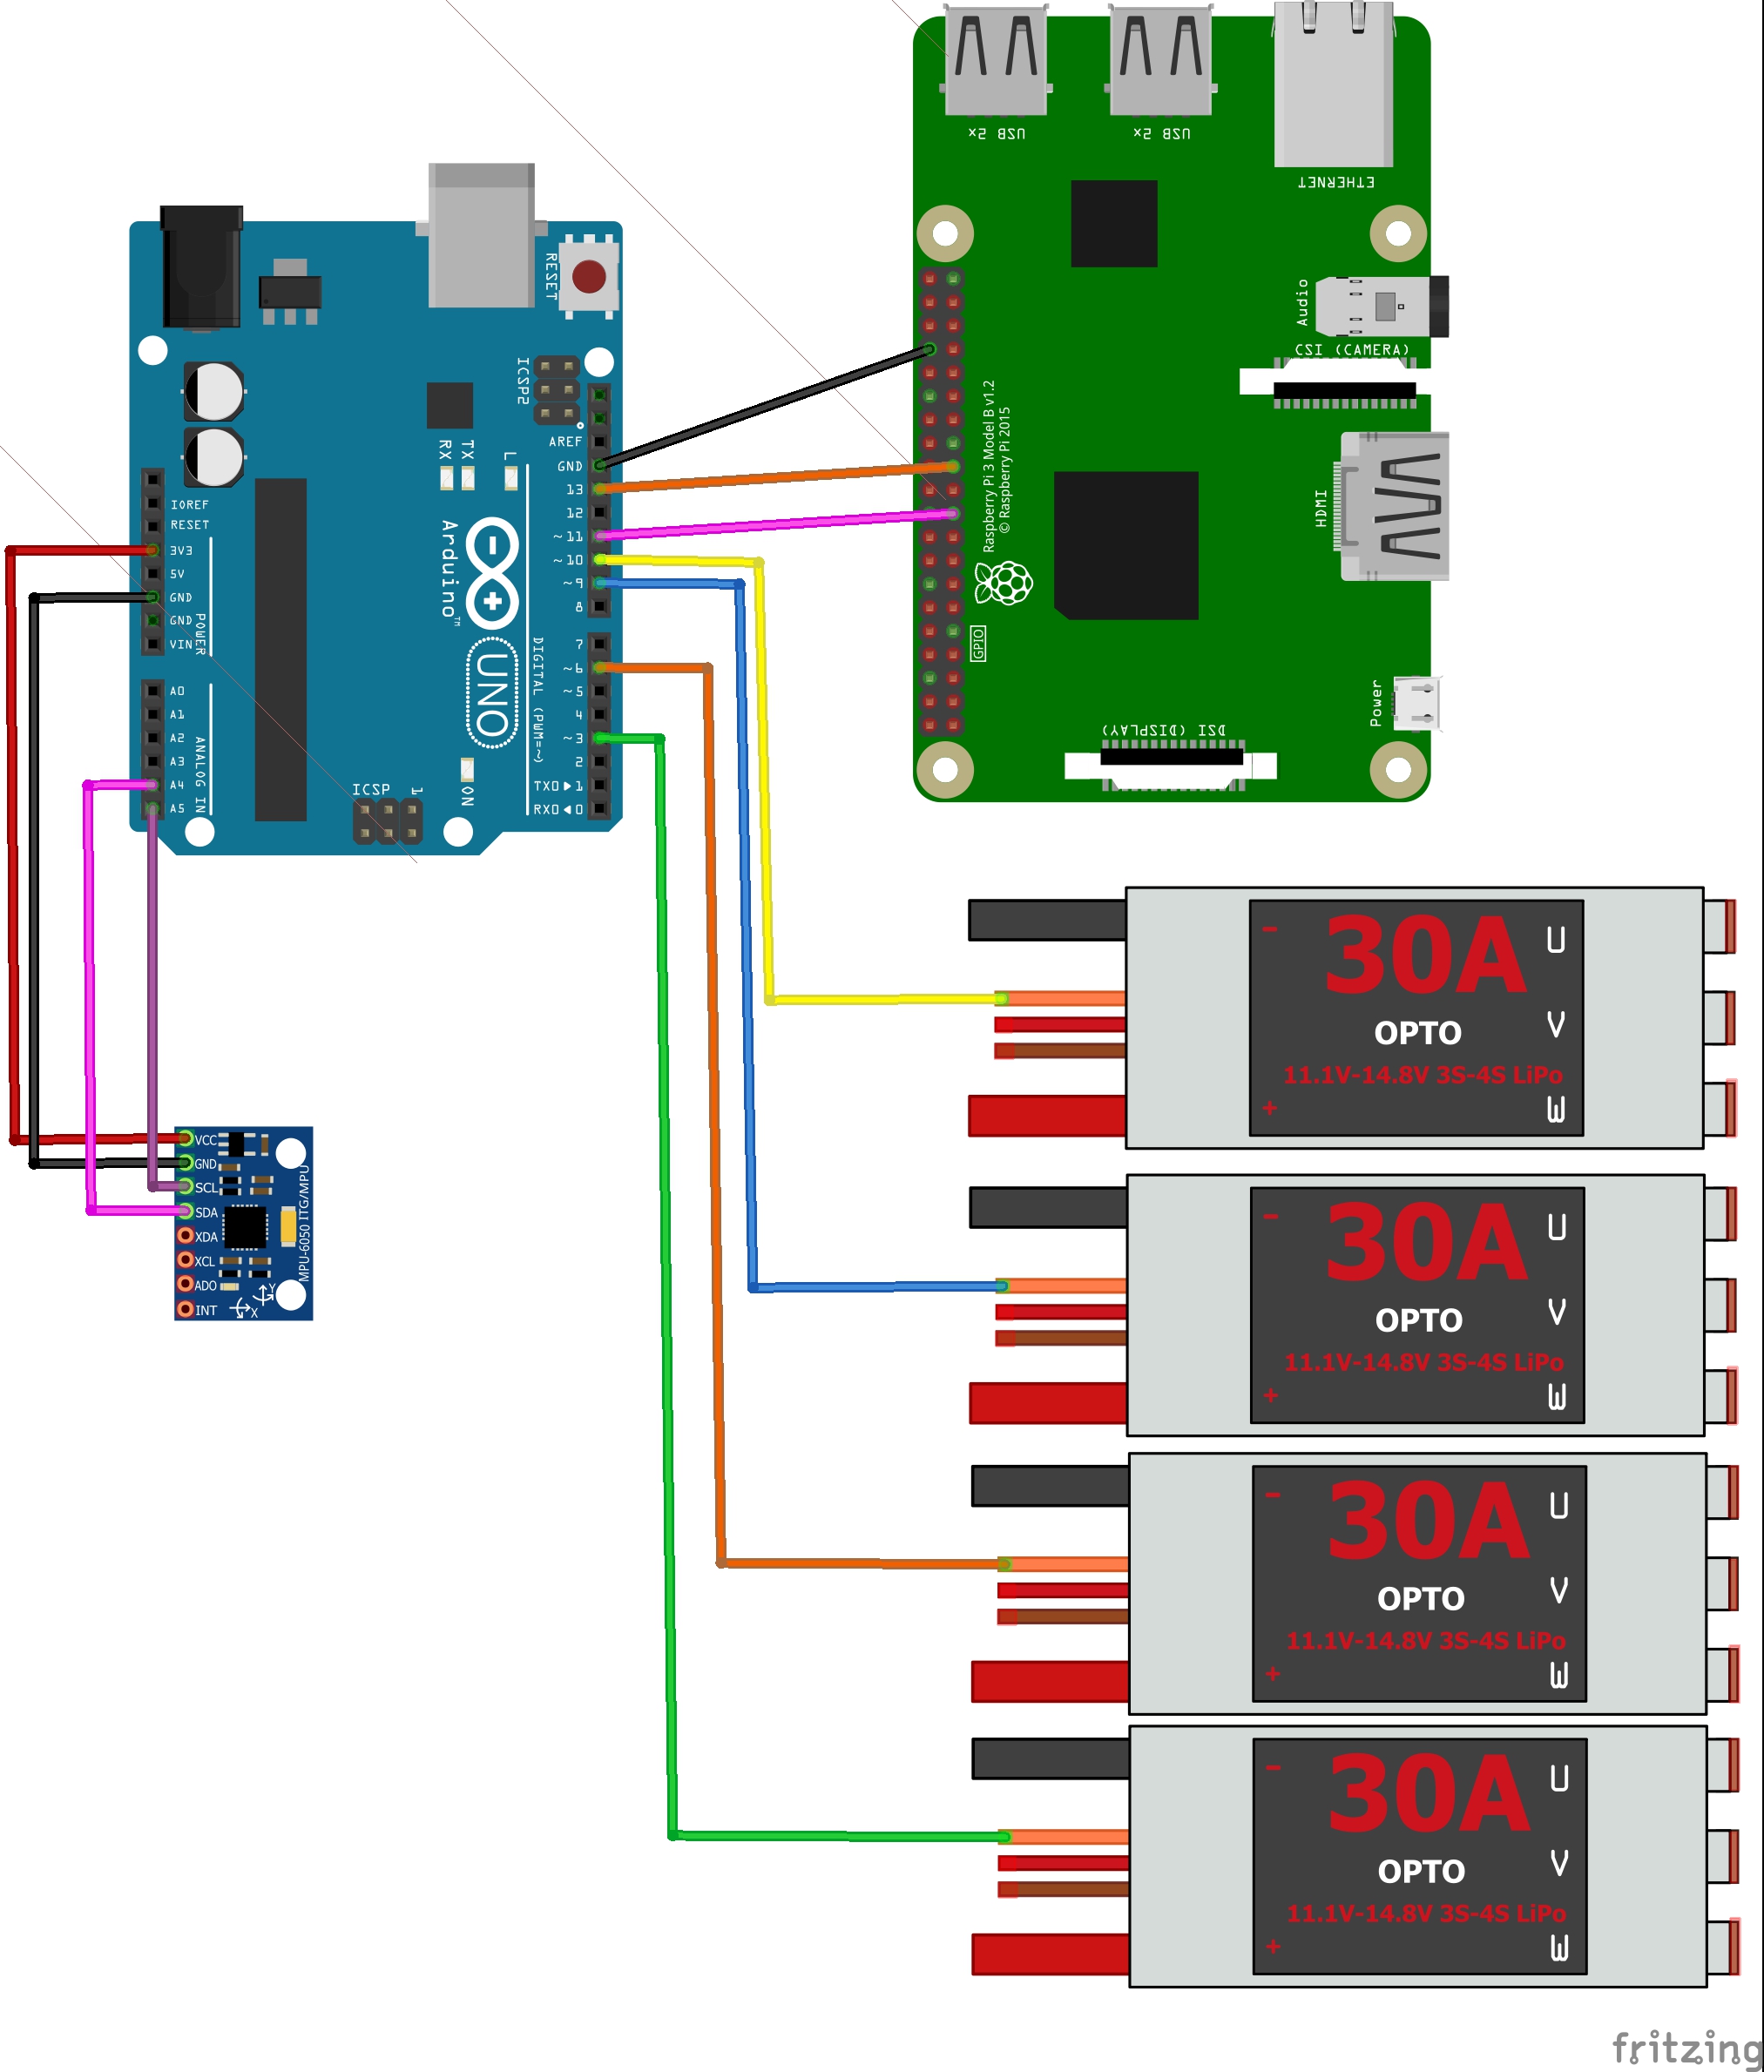 USB 2x
USB 2x
ETHERNET
Audio
CSI (CAMERA)
HDMI
Raspberry Pi 3 Model B v1.2
© Raspberry Pi 2015
GPIO
Power
DSI (DISPLAY)
RESET
ICSP2
AREF
GND
13
12
~11
~10
~9
8
7
~6
~5
4
~3
2
TX0▶1
RX0◀0
DIGITAL (PWM=~)
RX
TX
L
Arduino™
UNO
IOREF
RESET
3V3
5V
GND
GND
VIN
POWER
A0
A1
A2
A3
A4
A5
ANALOG IN
ICSP
1
ON
VCC
GND
SCL
SDA
XDA
XCL
ADO
INT
MPU-6050 ITG/MPU
Y
X
- 30A U
OPTO V
11.1V-14.8V 3S-4S LiPo
+ W
- 30A U
OPTO V
11.1V-14.8V 3S-4S LiPo
+ W
- 30A U
OPTO V
11.1V-14.8V 3S-4S LiPo
+ W
- 30A U
OPTO V
11.1V-14.8V 3S-4S LiPo
+ W
fritzing